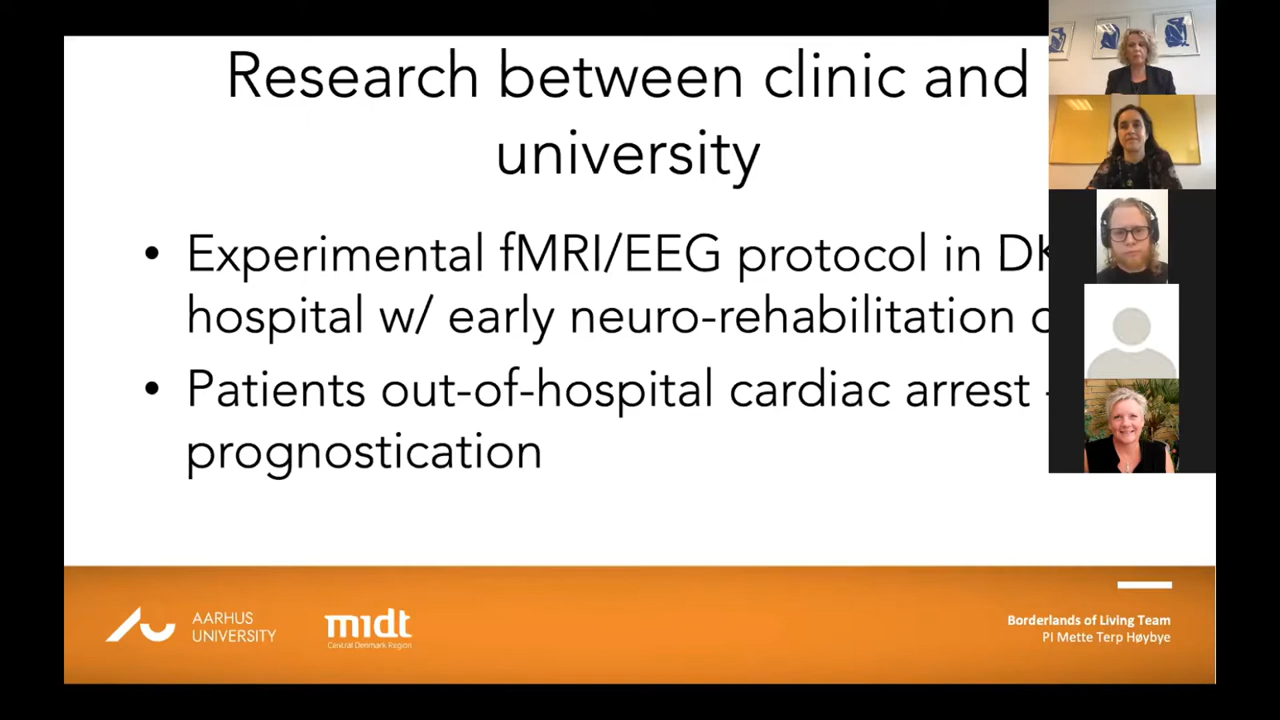 Research between clinic and
university
• Experimental fMRI/EEG protocol in DK
hospital w/ early neuro-rehabilitation
• Patients out-of-hospital cardiac arrest -
prognostication
AARHUS
UNIVERSITY
midt
Central Denmark Region
Borderlands of Living Team
PI Mette Terp Høybye